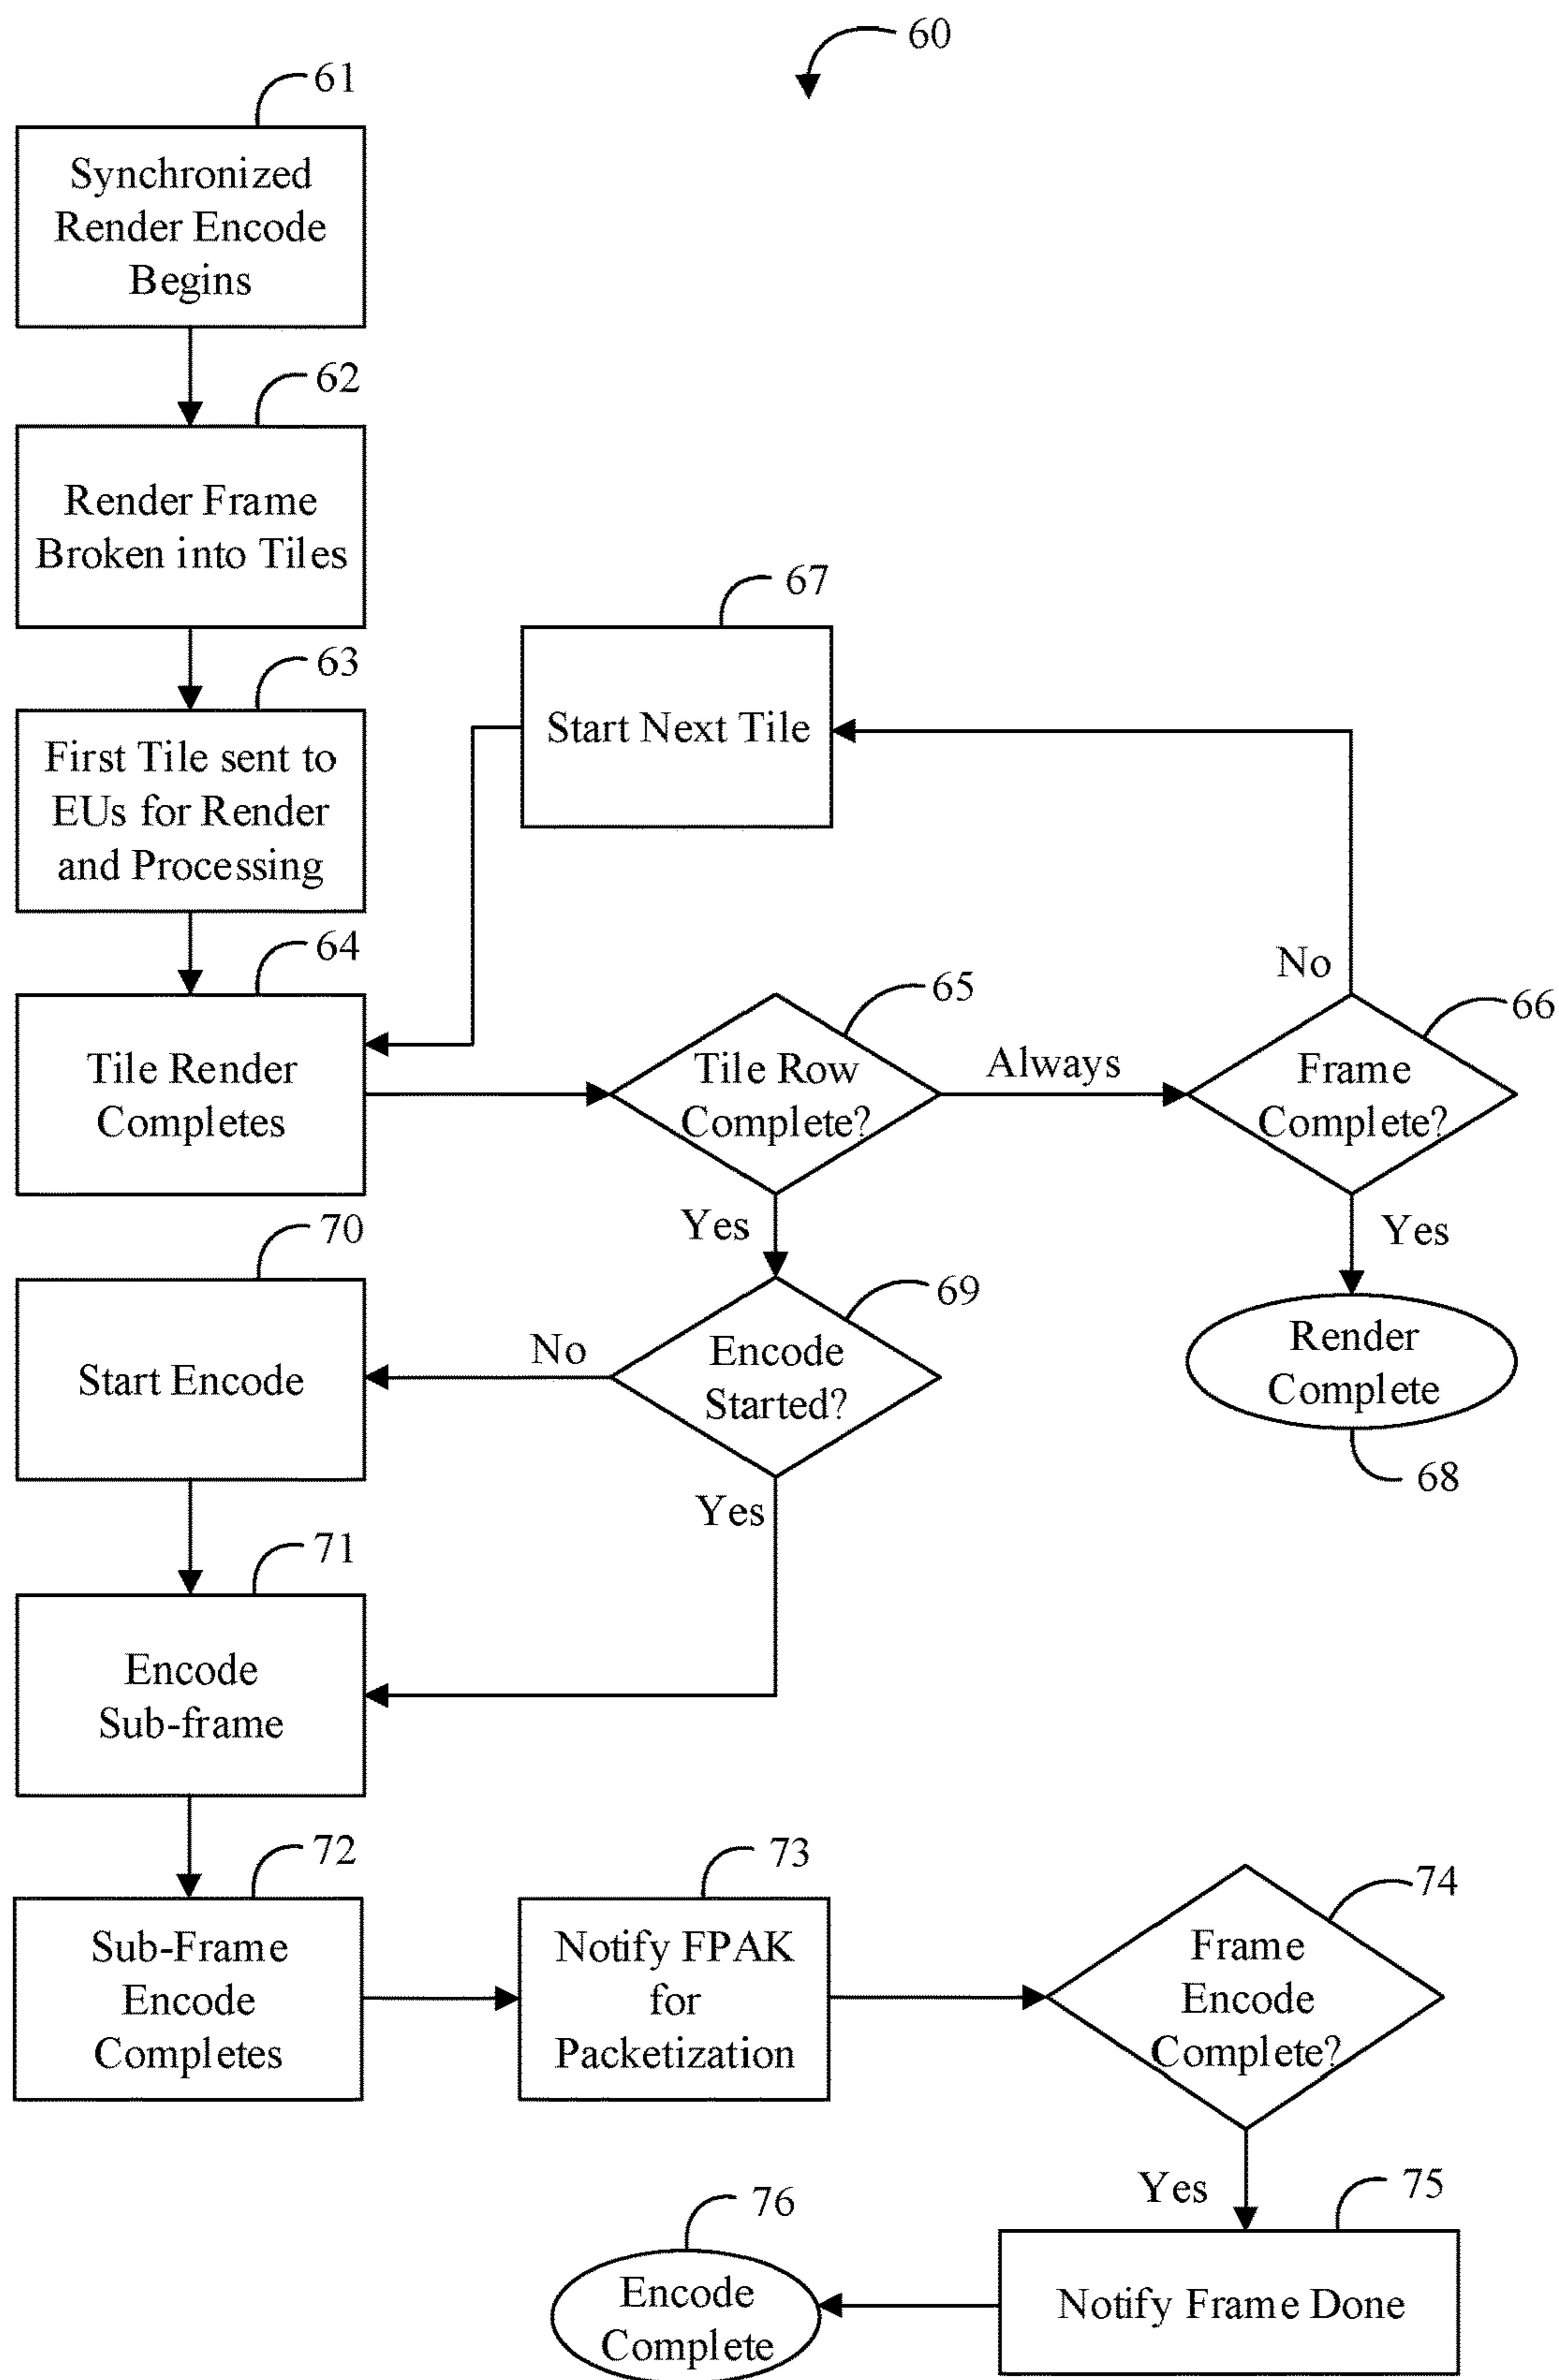 60
61
Synchronized
Render Encode
Begins
62
Render Frame
Broken into Tiles
67
Start Next Tile
63
First Tile sent to
EUs for Render
and Processing
64
Tile Render
Completes
65
Tile Row
Complete?
Always
No
66
Frame
Complete?
Yes
Yes
Render
Complete
68
70
Start Encode
No
69
Encode
Started?
Yes
71
Encode
Sub-frame
72
Sub-Frame
Encode
Completes
73
Notify FPAK
for
Packetization
74
Frame
Encode
Complete?
Yes
75
Notify Frame Done
76
Encode
Complete